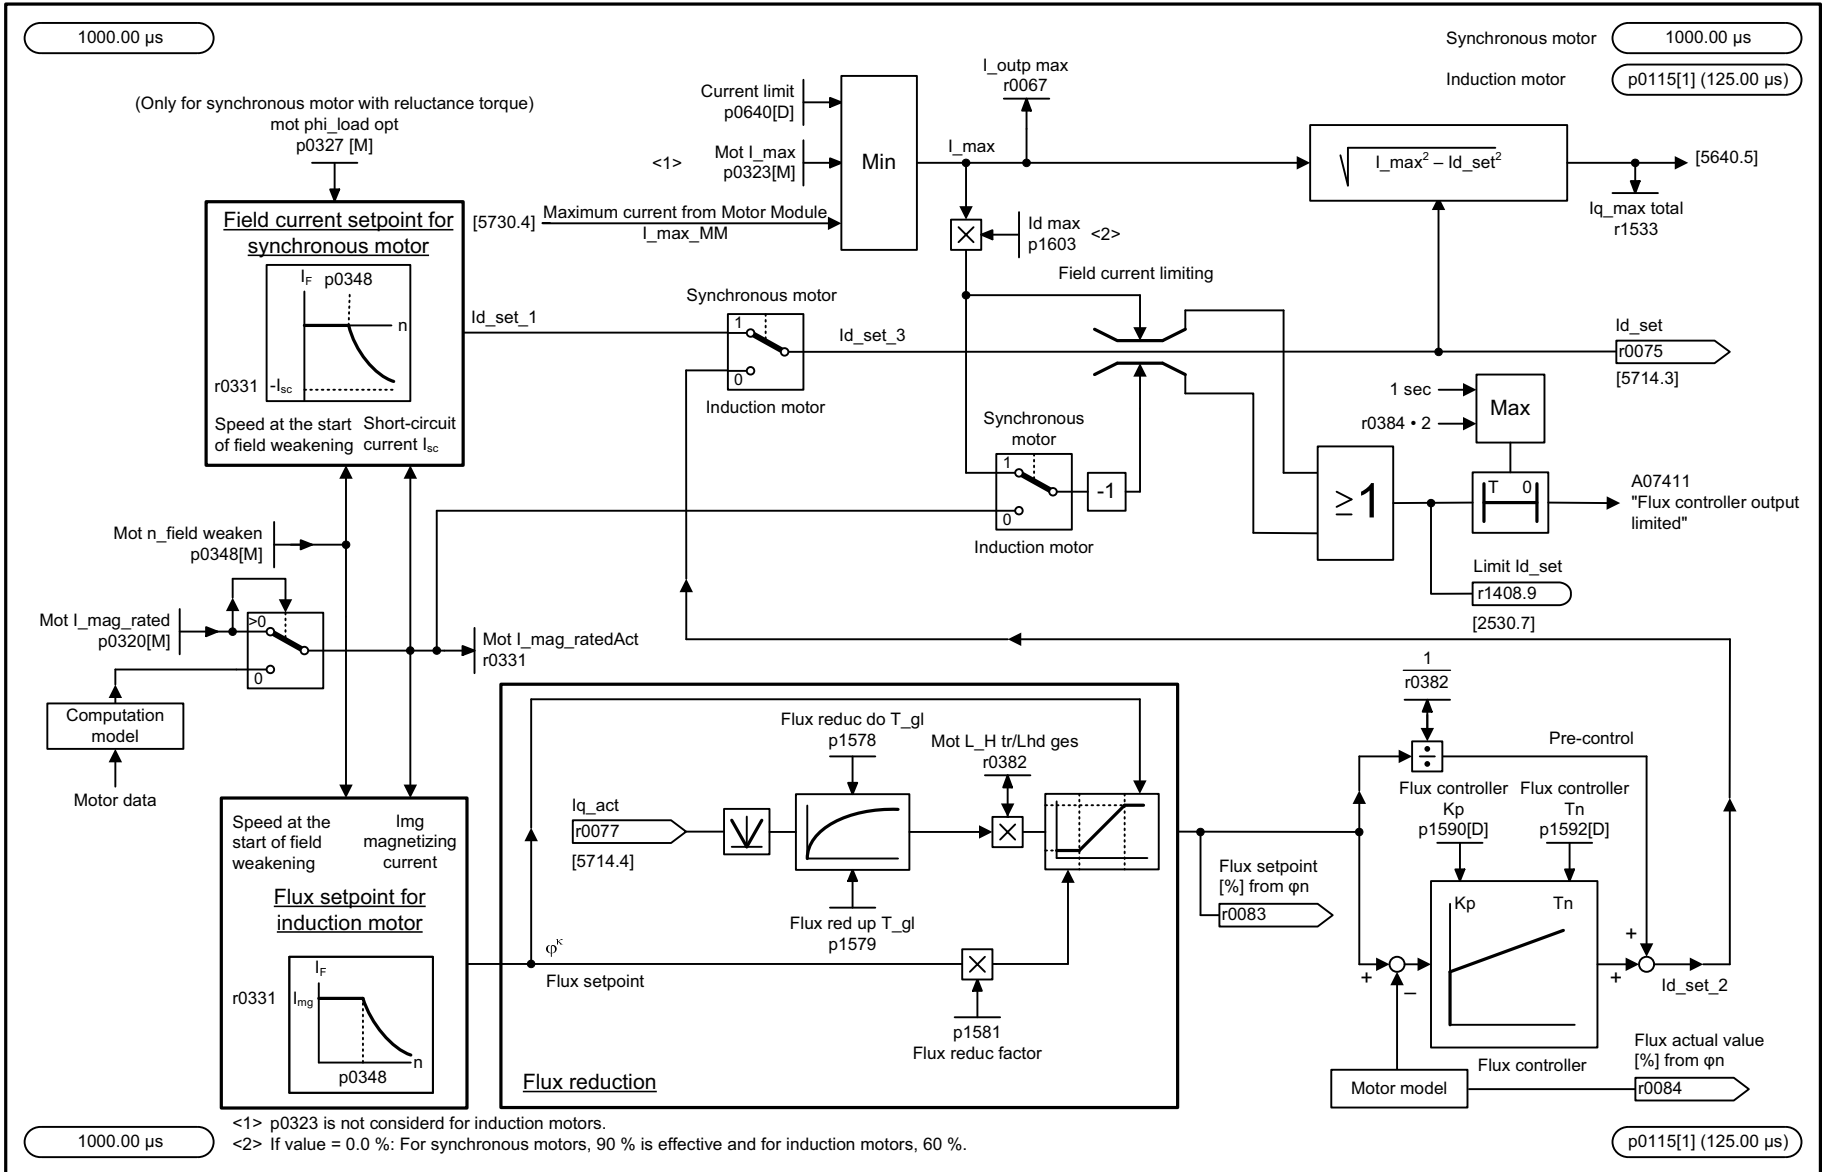 1000.00 µs
Synchronous motor
1000.00 µs
Induction motor
p0115[1] (125.00 µs)
(Only for synchronous motor with reluctance torque)
mot phi_load opt
p0327 [M]
Current limit
p0640[D]
<1>
Mot I_max
p0323[M]
[5730.4]
Maximum current from Motor Module
I_max_MM
Min
I_max
I_outp max
r0067
√ I_max² – Id_set²
[5640.5]
Iq_max total
r1533
Id max
p1603
<2>
Field current setpoint for
synchronous motor
I_F
p0348
n
r0331
-I_sc
Speed at the start
of field weakening
Short-circuit
current I_sc
Id_set_1
Synchronous motor
1
0
Induction motor
Id_set_3
Field current limiting
Id_set
r0075
[5714.3]
Synchronous
motor
1
0
-1
Induction motor
≥1
1 sec
r0384 • 2
Max
T 0
A07411
"Flux controller output
limited"
Limit Id_set
r1408.9
[2530.7]
Mot n_field weaken
p0348[M]
Mot I_mag_rated
p0320[M]
>0
0
Mot I_mag_ratedAct
r0331
Computation
model
Motor data
Speed at the
start of field
weakening
Img
magnetizing
current
Flux setpoint for
induction motor
I_F
r0331
I_mg
n
p0348
Flux reduc do T_gl
p1578
Mot L_H tr/Lhd ges
r0382
Iq_act
r0077
[5714.4]
Flux red up T_gl
p1579
φ^κ
Flux setpoint
p1581
Flux reduc factor
Flux reduction
Flux setpoint
[%] from φn
r0083
1
r0382
÷
Pre-control
Flux controller
Kp
p1590[D]
Flux controller
Tn
p1592[D]
Kp
Tn
+
–
+
+
Id_set_2
Flux controller
Motor model
Flux actual value
[%] from φn
r0084
<1> p0323 is not considerd for induction motors.
<2> If value = 0.0 %: For synchronous motors, 90 % is effective and for induction motors, 60 %.
1000.00 µs
p0115[1] (125.00 µs)